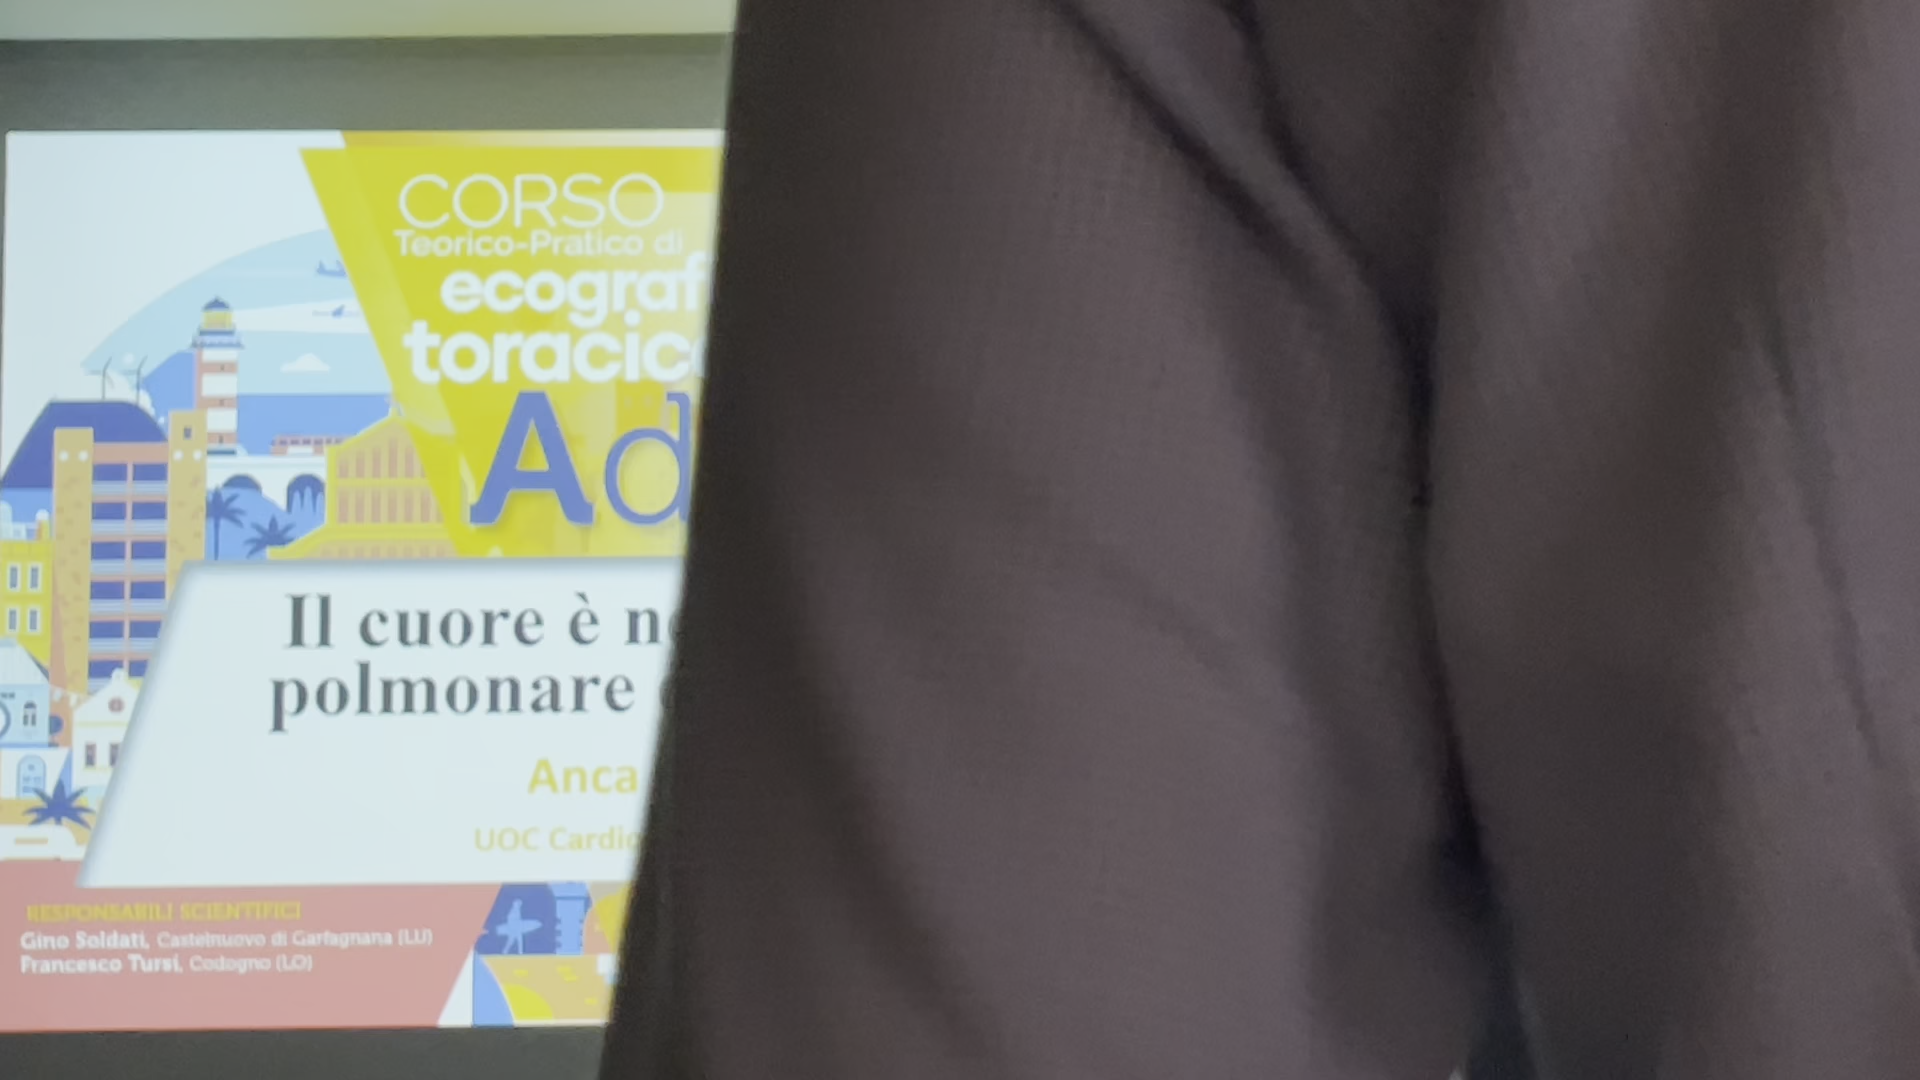 CORSO
Teorico-Pratico di
ecograf
toracic
Ad
Il cuore è n
polmonare
Anca
UOC Cardio
RESPONSABILI SCIENTIFICI
Gino Soldati, Castelnuovo di Garfagnana (LU)
Francesco Tursi, Codogno (LO)